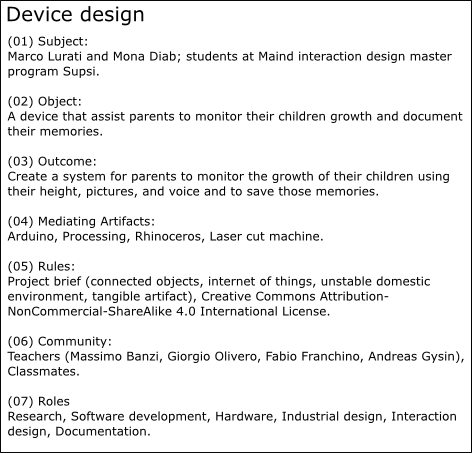 Device design
(01) Subject:
Marco Lurati and Mona Diab; students at Maind interaction design master
program Supsi.
(02) Object:
A device that assist parents to monitor their children growth and document
their memories.
(03) Outcome:
Create a system for parents to monitor the growth of their children using
their height, pictures, and voice and to save those memories.
(04) Mediating Artifacts:
Arduino, Processing, Rhinoceros, Laser cut machine.
(05) Rules:
Project brief (connected objects, internet of things, unstable domestic
environment, tangible artifact), Creative Commons Attribution-
NonCommercial-ShareAlike 4.0 International License.
(06) Community:
Teachers (Massimo Banzi, Giorgio Olivero, Fabio Franchino, Andreas Gysin),
Classmates.
(07) Roles
Research, Software development, Hardware, Industrial design, Interaction
design, Documentation.